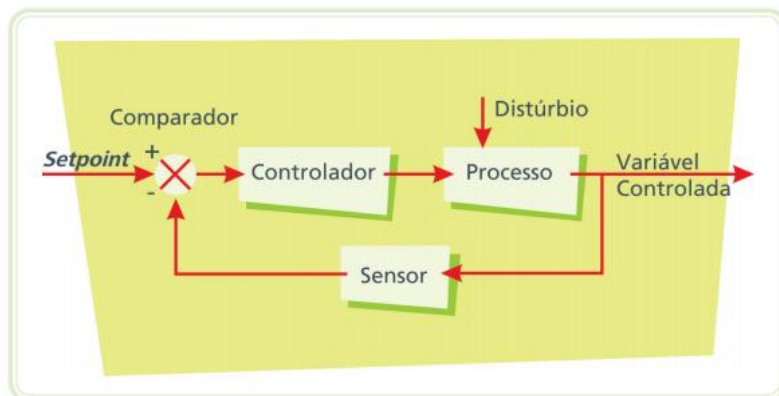 Distúrbio
Comparador
Setpoint
+
-
Controlador
Processo
Variável
Controlada
Sensor